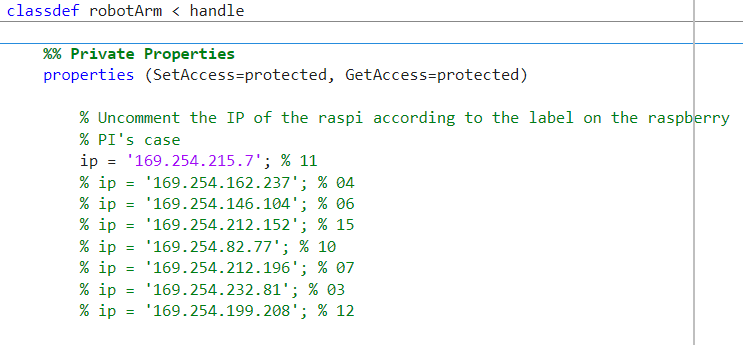 classdef robotArm < handle
%% Private Properties
properties (SetAccess=protected, GetAccess=protected)
% Uncomment the IP of the raspi according to the label on the raspberry
% PI's case
ip = '169.254.215.7'; % 11
% ip = '169.254.162.237'; % 04
% ip = '169.254.146.104'; % 06
% ip = '169.254.212.152'; % 15
% ip = '169.254.82.77'; % 10
% ip = '169.254.212.196'; % 07
% ip = '169.254.232.81'; % 03
% ip = '169.254.199.208'; % 12